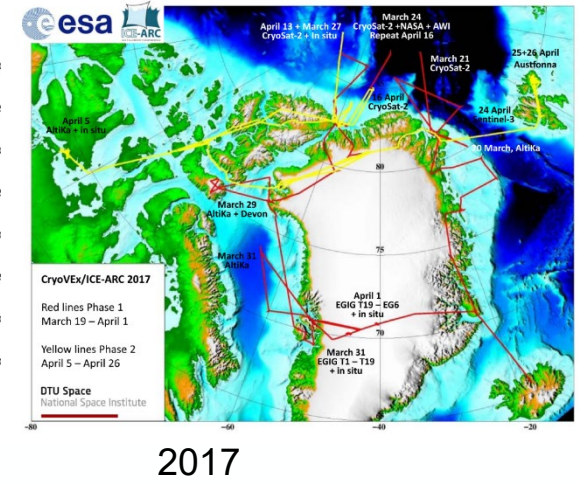 esa
ICE-ARC
April 13 + March 27
CryoSat-2 + In situ
March 24
CryoSat-2 +NASA + AWI
Repeat April 16
March 21
CryoSat-2
25+26 April
Austfonna
April 5
AltiKa + in situ
16 April
CryoSat-2
24 April
Sentinel-3
20 March, AltiKa
80
March 29
AltiKa + Devon
March 31
AltiKa
75
April 1
EGIG T19 – EG6
+ in situ
70
March 31
EGIG T1 – T19
+ in situ
CryoVEx/ICE-ARC 2017
Red lines Phase 1
March 19 – April 1
Yellow lines Phase 2
April 5 – April 26
DTU Space
National Space Institute
-80
-60
-40
-20
2017